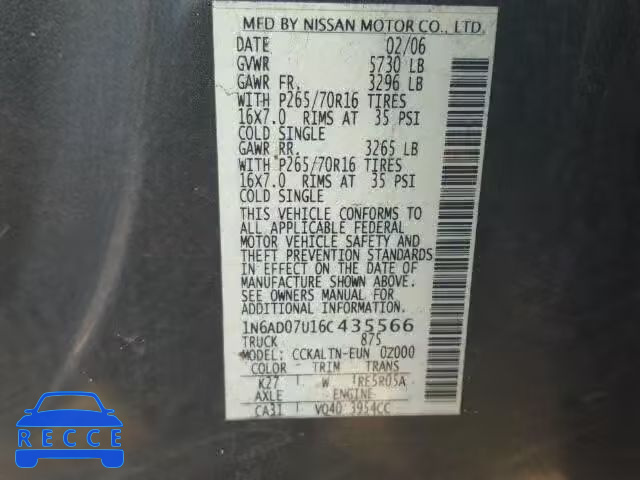 MFD BY NISSAN MOTOR CO., LTD.
DATE 02/06
GVWR 5730 LB
GAWR FR. 3296 LB
WITH P265/70R16 TIRES
16X7.0 RIMS AT 35 PSI
COLD SINGLE
GAWR RR. 3265 LB
WITH P265/70R16 TIRES
16X7.0 RIMS AT 35 PSI
COLD SINGLE
THIS VEHICLE CONFORMS TO
ALL APPLICABLE FEDERAL
MOTOR VEHICLE SAFETY AND
THEFT PREVENTION STANDARDS
IN EFFECT ON THE DATE OF
MANUFACTURE SHOWN ABOVE.
SEE OWNERS MANUAL FOR
ADDITIONAL INFORMATION.
1N6AD07U16C435566
TRUCK 875
MODEL: CCKALTN-EUN 0Z000
COLOR TRIM TRANS
K27 W RE5R05A
AXLE ENGINE
CA31 VQ40 3954CC
RECCE